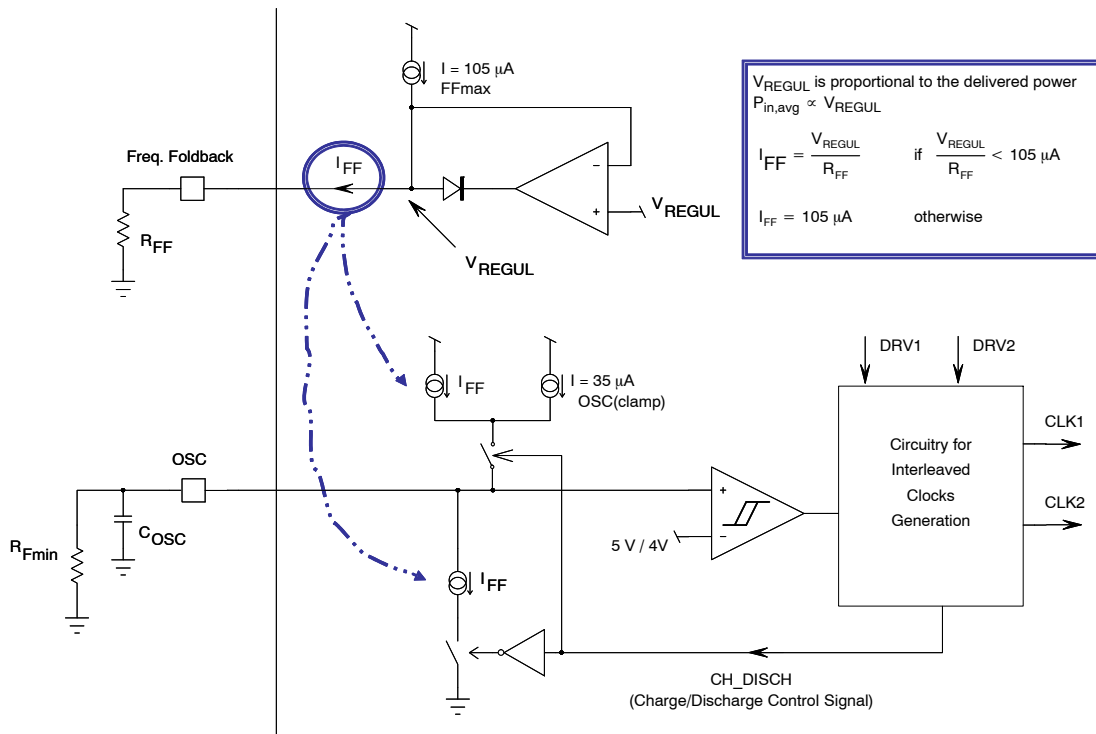 I = 105 µA
FFmax
Freq. Foldback
I_FF
R_FF
V_REGUL
−
+
V_REGUL
V_REGUL is proportional to the delivered power
P_in,avg ∝ V_REGUL
I_FF = V_REGUL / R_FF if V_REGUL / R_FF < 105 µA
I_FF = 105 µA otherwise
I_FF
I = 35 µA
OSC(clamp)
DRV1
DRV2
OSC
R_Fmin
C_OSC
+
−
5 V / 4V
Circuitry for
Interleaved
Clocks
Generation
CLK1
CLK2
I_FF
CH_DISCH
(Charge/Discharge Control Signal)